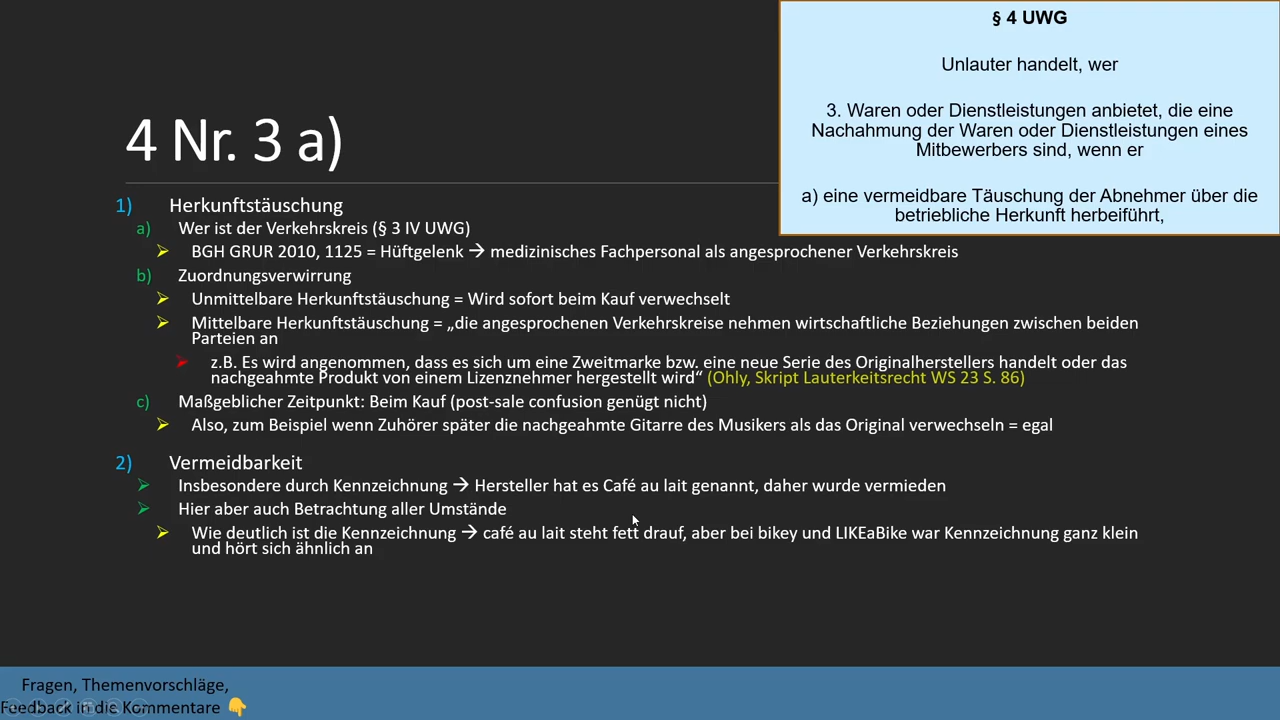 § 4 UWG
Unlauter handelt, wer
3. Waren oder Dienstleistungen anbietet, die eine
Nachahmung der Waren oder Dienstleistungen eines
Mitbewerbers sind, wenn er
a) eine vermeidbare Täuschung der Abnehmer über die
betriebliche Herkunft herbeiführt,
4 Nr. 3 a)
1) Herkunftstäuschung
a) Wer ist der Verkehrskreis (§ 3 IV UWG)
BGH GRUR 2010, 1125 = Hüftgelenk → medizinisches Fachpersonal als angesprochener Verkehrskreis
b) Zuordnungsverwirrung
Unmittelbare Herkunftstäuschung = Wird sofort beim Kauf verwechselt
Mittelbare Herkunftstäuschung = „die angesprochenen Verkehrskreise nehmen wirtschaftliche Beziehungen zwischen beiden
Parteien an
z.B. Es wird angenommen, dass es sich um eine Zweitmarke bzw. eine neue Serie des Originalherstellers handelt oder das
nachgeahmte Produkt von einem Lizenznehmer hergestellt wird“ (Ohly, Skript Lauterkeitsrecht WS 23 S. 86)
c) Maßgeblicher Zeitpunkt: Beim Kauf (post-sale confusion genügt nicht)
Also, zum Beispiel wenn Zuhörer später die nachgeahmte Gitarre des Musikers als das Original verwechseln = egal
2) Vermeidbarkeit
Insbesondere durch Kennzeichnung → Hersteller hat es Café au lait genannt, daher wurde vermieden
Hier aber auch Betrachtung aller Umstände
Wie deutlich ist die Kennzeichnung → café au lait steht fett drauf, aber bei bikey und LIKEaBike war Kennzeichnung ganz klein
und hört sich ähnlich an
Fragen, Themenvorschläge,
Feedback in die Kommentare 👇